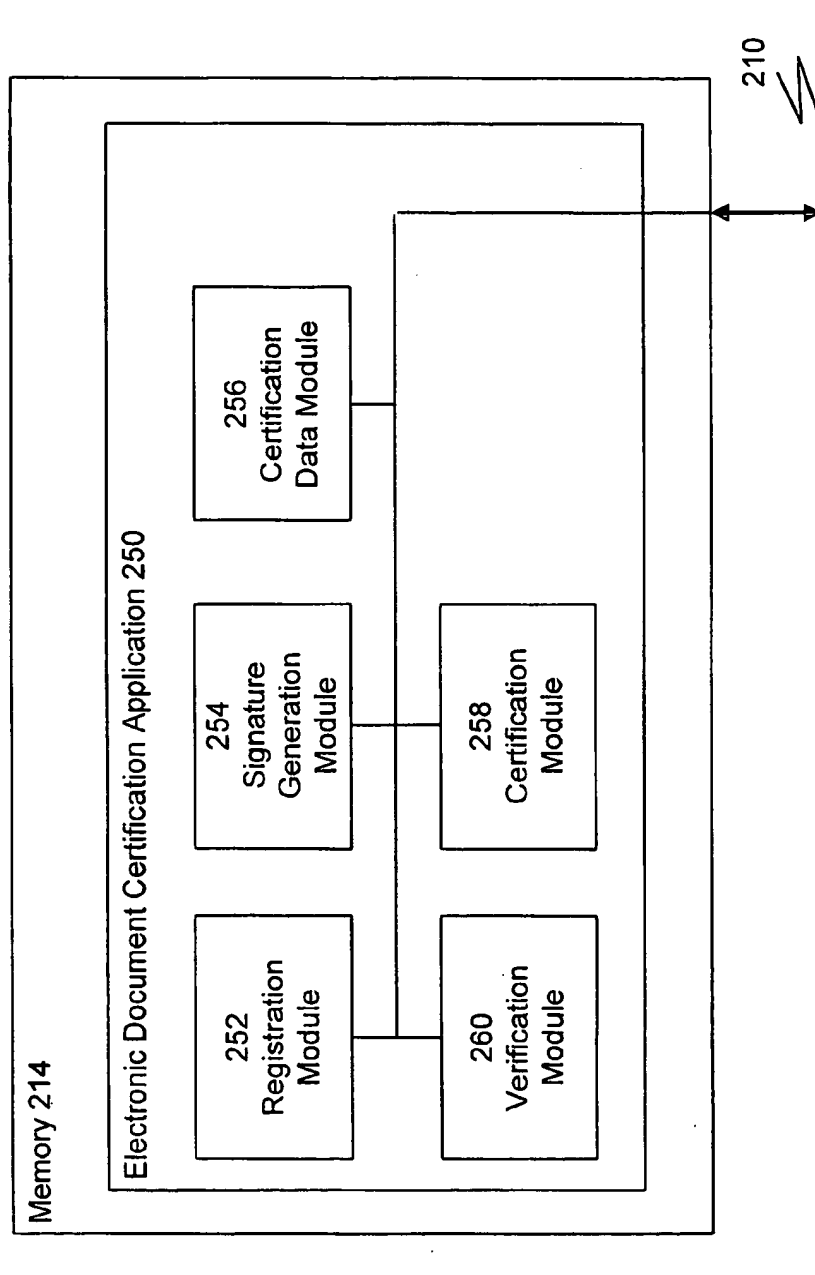 Memory 214
Electronic Document Certification Application 250
252
Registration
Module
254
Signature
Generation
Module
256
Certification
Data Module
260
Verification
Module
258
Certification
Module
210